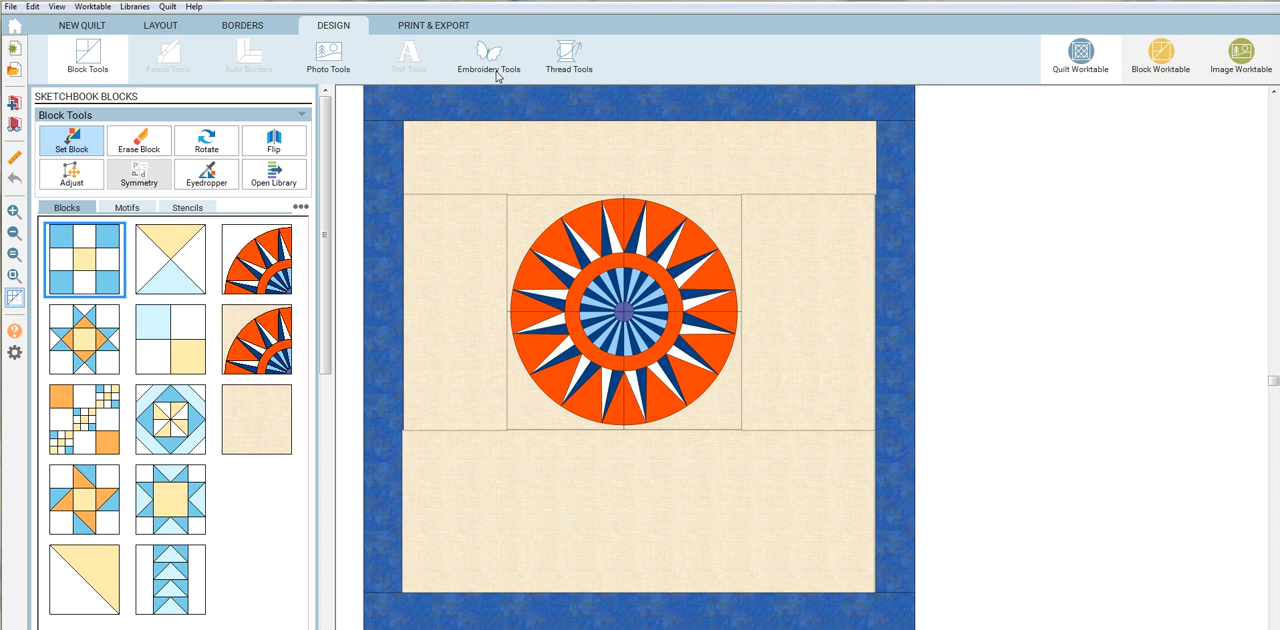 File Edit View Worktable Libraries Quilt Help
NEW QUILT LAYOUT BORDERS DESIGN PRINT & EXPORT
Block Tools Fabric Tools Auto Borders Photo Tools Text Tools Embroidery Tools Thread Tools Quilt Worktable Block Worktable Image Worktable
SKETCHBOOK BLOCKS
Block Tools
Set Block Erase Block Rotate Flip
Adjust Symmetry Eyedropper Open Library
Blocks Motifs Stencils